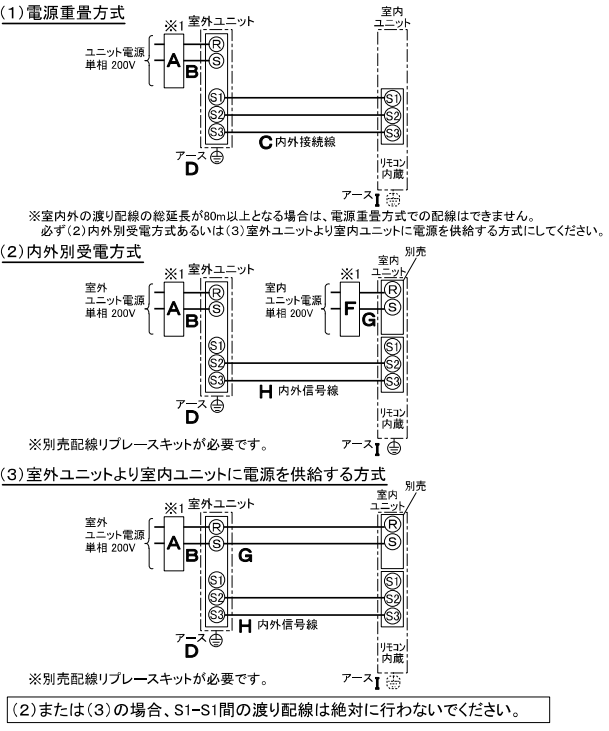 (1)電源重畳方式
※1
室外ユニット
室内
ユニット
ユニット電源
単相 200V
A
B
R
S
S1
S2
S3
S1
S2
S3
C 内外接続線
アース
D
リモコン
内蔵
アース
I
※室内外の渡り配線の総延長が80m以上となる場合は、電源重畳方式での配線はできません。
必ず(2)内外別受電方式あるいは(3)室外ユニットより室内ユニットに電源を供給する方式にしてください。
(2)内外別受電方式
※1
室外ユニット
※1
室内
ユニット
別売
室外
ユニット電源
単相 200V
A
B
R
S
室内
ユニット電源
単相 200V
F
G
R
S
S1
S2
S3
S1
S2
S3
H 内外信号線
アース
D
リモコン
内蔵
※別売配線リプレースキットが必要です。
アース
I
(3)室外ユニットより室内ユニットに電源を供給する方式
※1
室外ユニット
室内
ユニット
別売
室外
ユニット電源
単相 200V
A
B
R
S
G
R
S
S1
S2
S3
S1
S2
S3
H 内外信号線
アース
D
リモコン
内蔵
※別売配線リプレースキットが必要です。
アース
I
(2)または(3)の場合、S1-S1間の渡り配線は絶対に行わないでください。